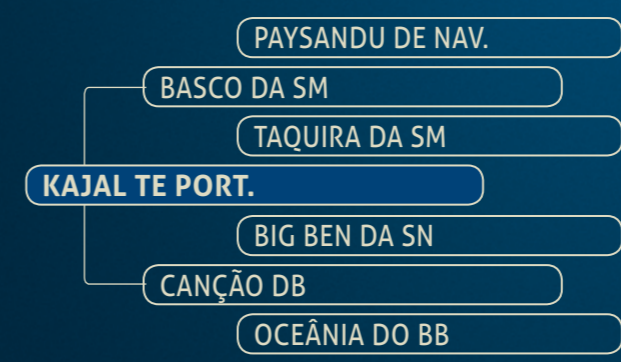 PAYSANDU DE NAV.
BASCO DA SM
TAQUIRA DA SM
KAJAL TE PORT.
BIG BEN DA SN
CANÇÃO DB
OCEÂNIA DO BB